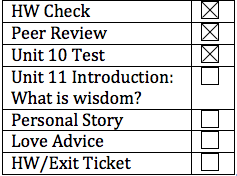 HW Check ☒
Peer Review ☒
Unit 10 Test ☒
Unit 11 Introduction: ☐
What is wisdom?
Personal Story ☐
Love Advice ☐
HW/Exit Ticket ☐